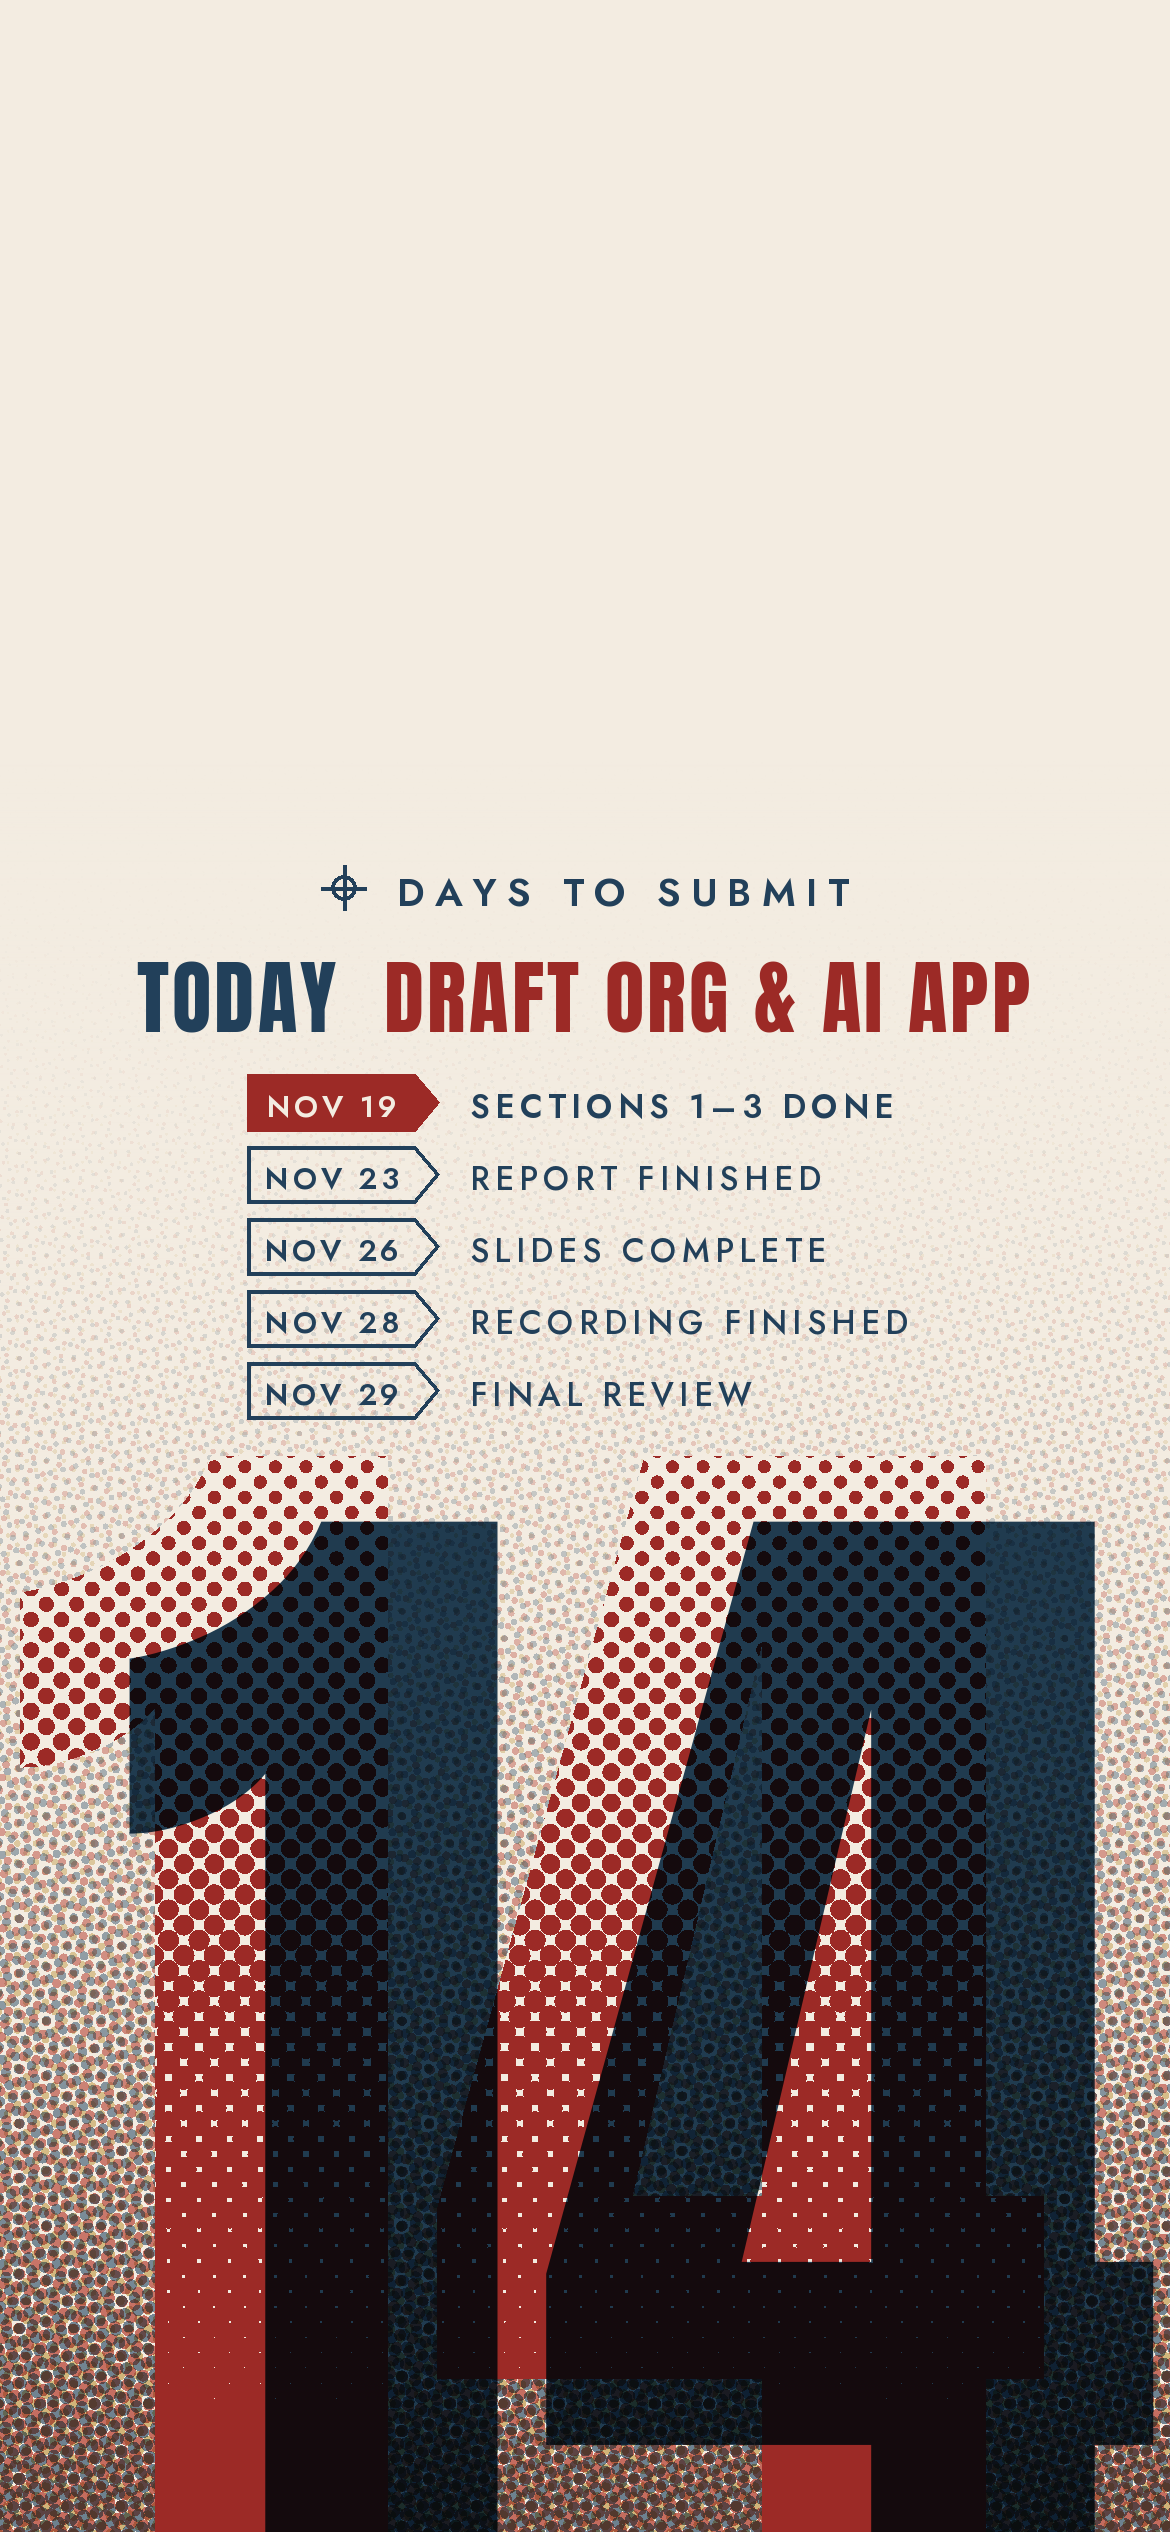 DAYS TO SUBMIT
TODAY DRAFT ORG & AI APP
NOV 19 SECTIONS 1–3 DONE
NOV 23 REPORT FINISHED
NOV 26 SLIDES COMPLETE
NOV 28 RECORDING FINISHED
NOV 29 FINAL REVIEW
14